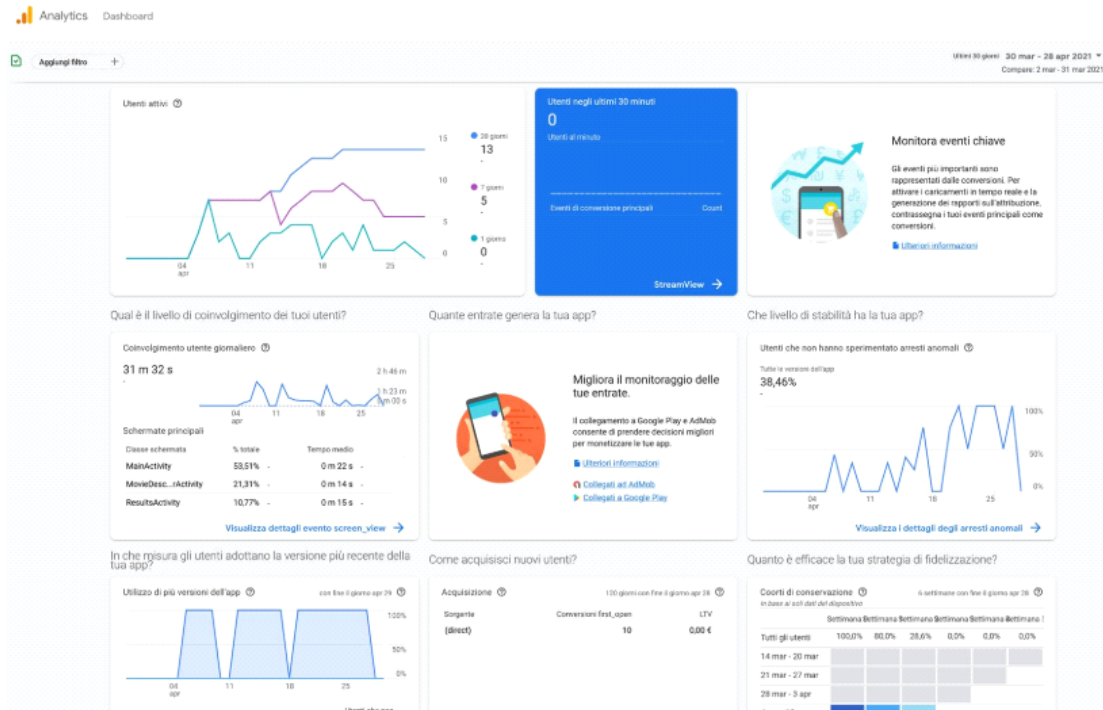 Analytics Dashboard
Aggiungi filtro +
Ultimi 30 giorni 30 mar - 28 apr 2021
Compare: 2 mar - 31 mar 2021
Utenti attivi
15
10
5
0
04
apr
11
18
25
28 giorni
13
-
7 giorni
5
-
1 giorno
0
-
Utenti negli ultimi 30 minuti
0
Utenti al minuto
Eventi di conversione principali Count
StreamView
Monitora eventi chiave
Gli eventi più importanti sono
rappresentati dalle conversioni. Per
attivare i caricamenti in tempo reale e la
generazione dei rapporti sull'attribuzione,
contrassegna i tuoi eventi principali come
conversioni.
Ulteriori informazioni
Qual è il livello di coinvolgimento dei tuoi utenti?
Coinvolgimento utente giornaliero
31 m 32 s
-
2 h 46 m
1 h 23 m
0 m 00 s
04
apr
11
18
25
Schermate principali
Classe schermata % totale Tempo medio
MainActivity 53,51% - 0 m 22 s -
MovieDesc...rActivity 21,31% - 0 m 14 s -
ResultsActivity 10,77% - 0 m 15 s -
Visualizza dettagli evento screen_view
Quante entrate genera la tua app?
Migliora il monitoraggio delle
tue entrate.
Il collegamento a Google Play e AdMob
consente di prendere decisioni migliori
per monetizzare le tue app.
Ulteriori informazioni
Collegati ad AdMob
Collegati a Google Play
Che livello di stabilità ha la tua app?
Utenti che non hanno sperimentato arresti anomali
Tutte le versioni dell'app
38,46%
-
100%
50%
0%
04
apr
11
18
25
Visualizza i dettagli degli arresti anomali
In che misura gli utenti adottano la versione più recente della
tua app?
Utilizzo di più versioni dell'app con fine il giorno apr 29
100%
50%
0%
04
apr
11
18
25
Utenti che non
Come acquisisci nuovi utenti?
Acquisizione 120 giorni con fine il giorno apr 28
Sorgente Conversioni first_open LTV
(direct) 10 0,00 €
Quanto è efficace la tua strategia di fidelizzazione?
Coorti di conservazione 6 settimane con fine il giorno apr 28
In base ai soli dati del
dispositivo
Settimana Settimana Settimana Settimana Settimana Settimana
Tutti gli utenti 100,0% 80,0% 28,6% 0,0% 0,0% 0,0%
14 mar - 20 mar
21 mar - 27 mar
28 mar - 3 apr